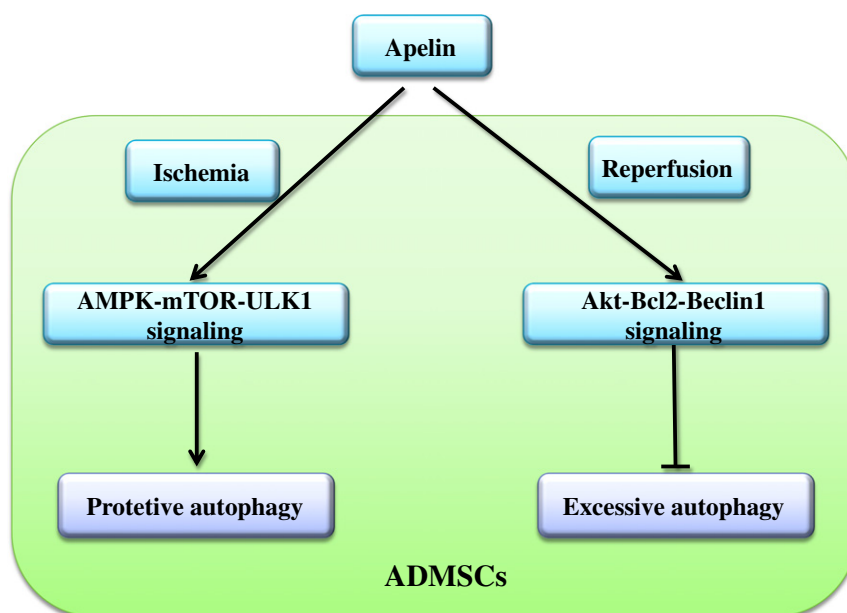 Apelin
Ischemia
Reperfusion
AMPK-mTOR-ULK1
signaling
Akt-Bcl2-Beclin1
signaling
Protetive autophagy
Excessive autophagy
ADMSCs